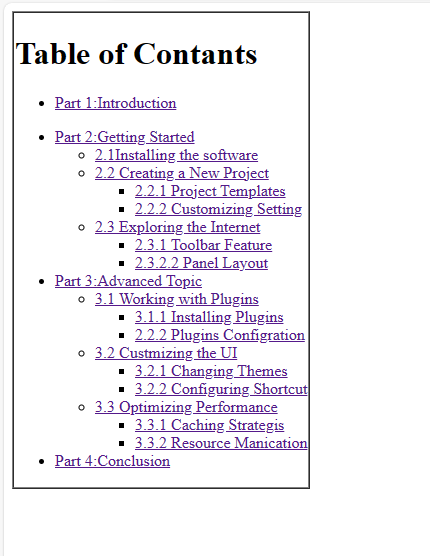 Table of Contants
Part 1:Introduction
Part 2:Getting Started
2.1Installing the software
2.2 Creating a New Project
2.2.1 Project Templates
2.2.2 Customizing Setting
2.3 Exploring the Internet
2.3.1 Toolbar Feature
2.3.2.2 Panel Layout
Part 3:Advanced Topic
3.1 Working with Plugins
3.1.1 Installing Plugins
2.2.2 Plugins Configration
3.2 Custmizing the UI
3.2.1 Changing Themes
3.2.2 Configuring Shortcut
3.3 Optimizing Performance
3.3.1 Caching Strategis
3.3.2 Resource Manication
Part 4:Conclusion